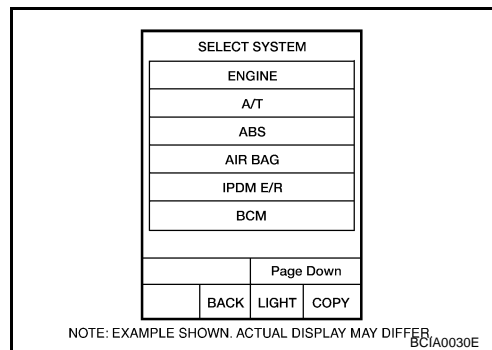 SELECT SYSTEM
ENGINE
A/T
ABS
AIR BAG
IPDM E/R
BCM
Page Down
BACK LIGHT COPY
NOTE: EXAMPLE SHOWN. ACTUAL DISPLAY MAY DIFFER.
BCIA0030E